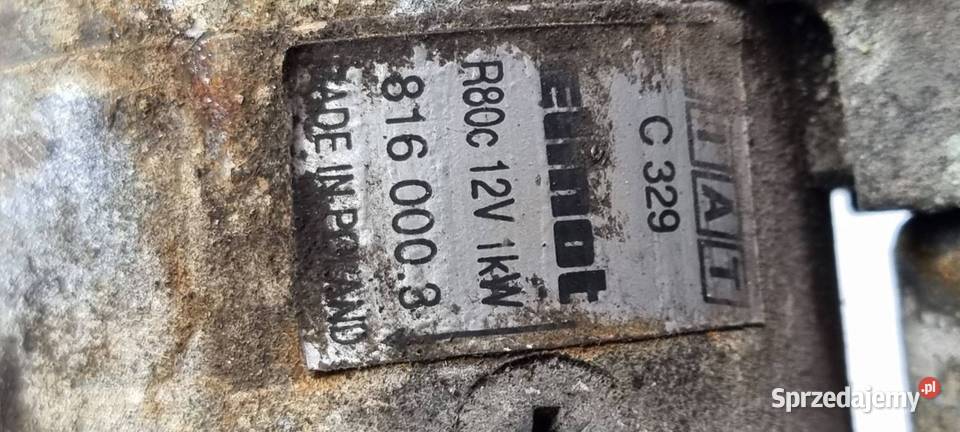 FIAT
C 329
Elmot
R80c 12V 1kW
816 000.3
MADE IN POLAND
Sprzedajemy.pl